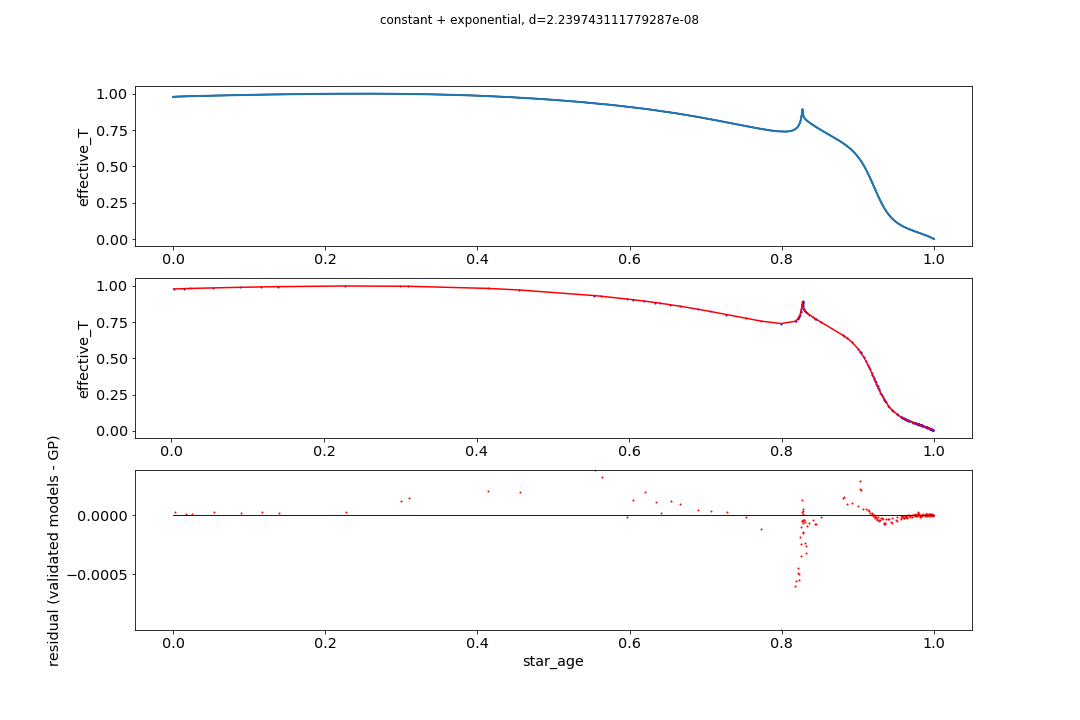 constant + exponential, d=2.239743111779287e-08
effective_T
1.00
0.75
0.50
0.25
0.00
0.0 0.2 0.4 0.6 0.8 1.0
effective_T
1.00
0.75
0.50
0.25
0.00
0.0 0.2 0.4 0.6 0.8 1.0
residual (validated models - GP)
0.0000
−0.0005
0.0 0.2 0.4 0.6 0.8 1.0
star_age